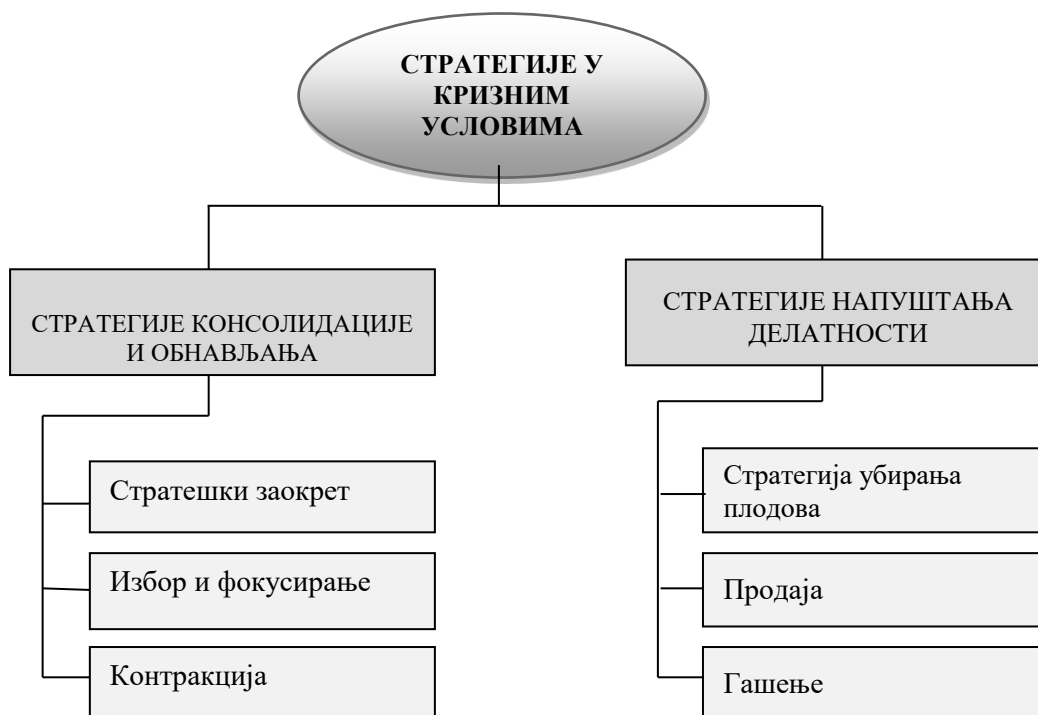 СТРАТЕГИЈЕ У
КРИЗНИМ
УСЛОВИМА
СТРАТЕГИЈЕ КОНСОЛИДАЦИЈЕ
И ОБНАВЉАЊА
Стратешки заокрет
Избор и фокусирање
Контракција
СТРАТЕГИЈЕ НАПУШТАЊА
ДЕЛАТНОСТИ
Стратегија убирања
плодова
Продаја
Гашење